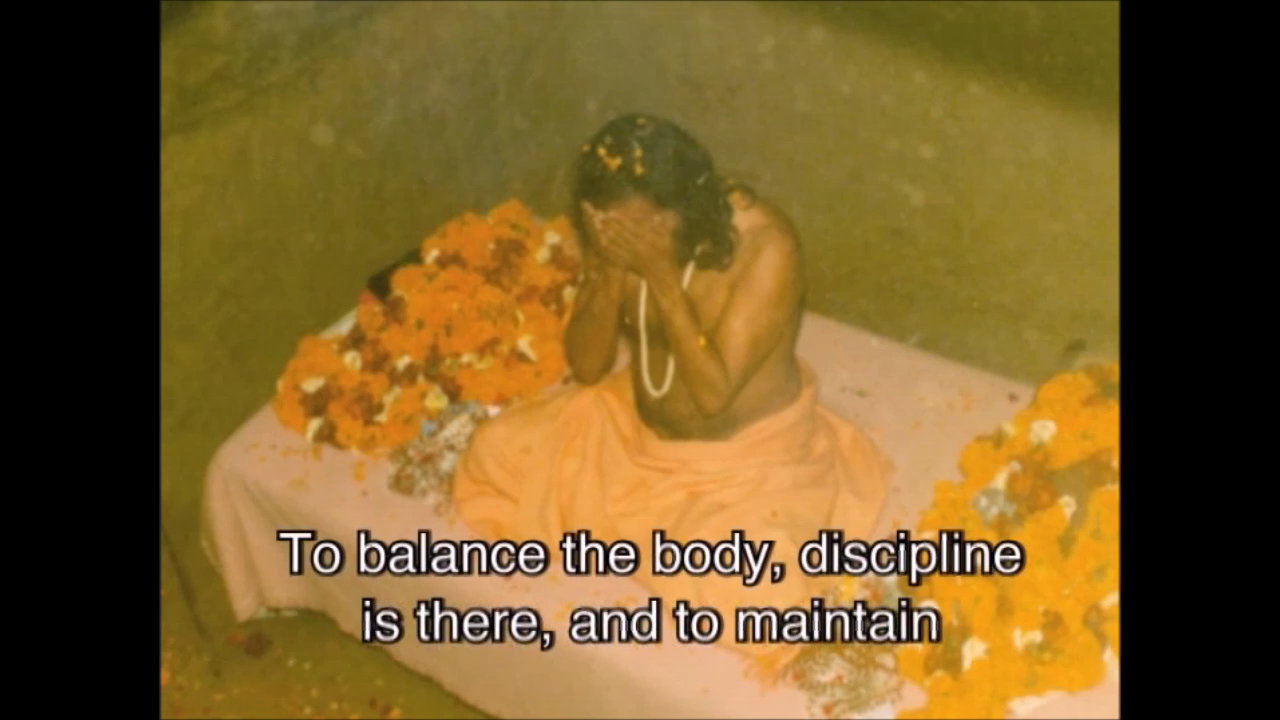 To balance the body, discipline
is there, and to maintain